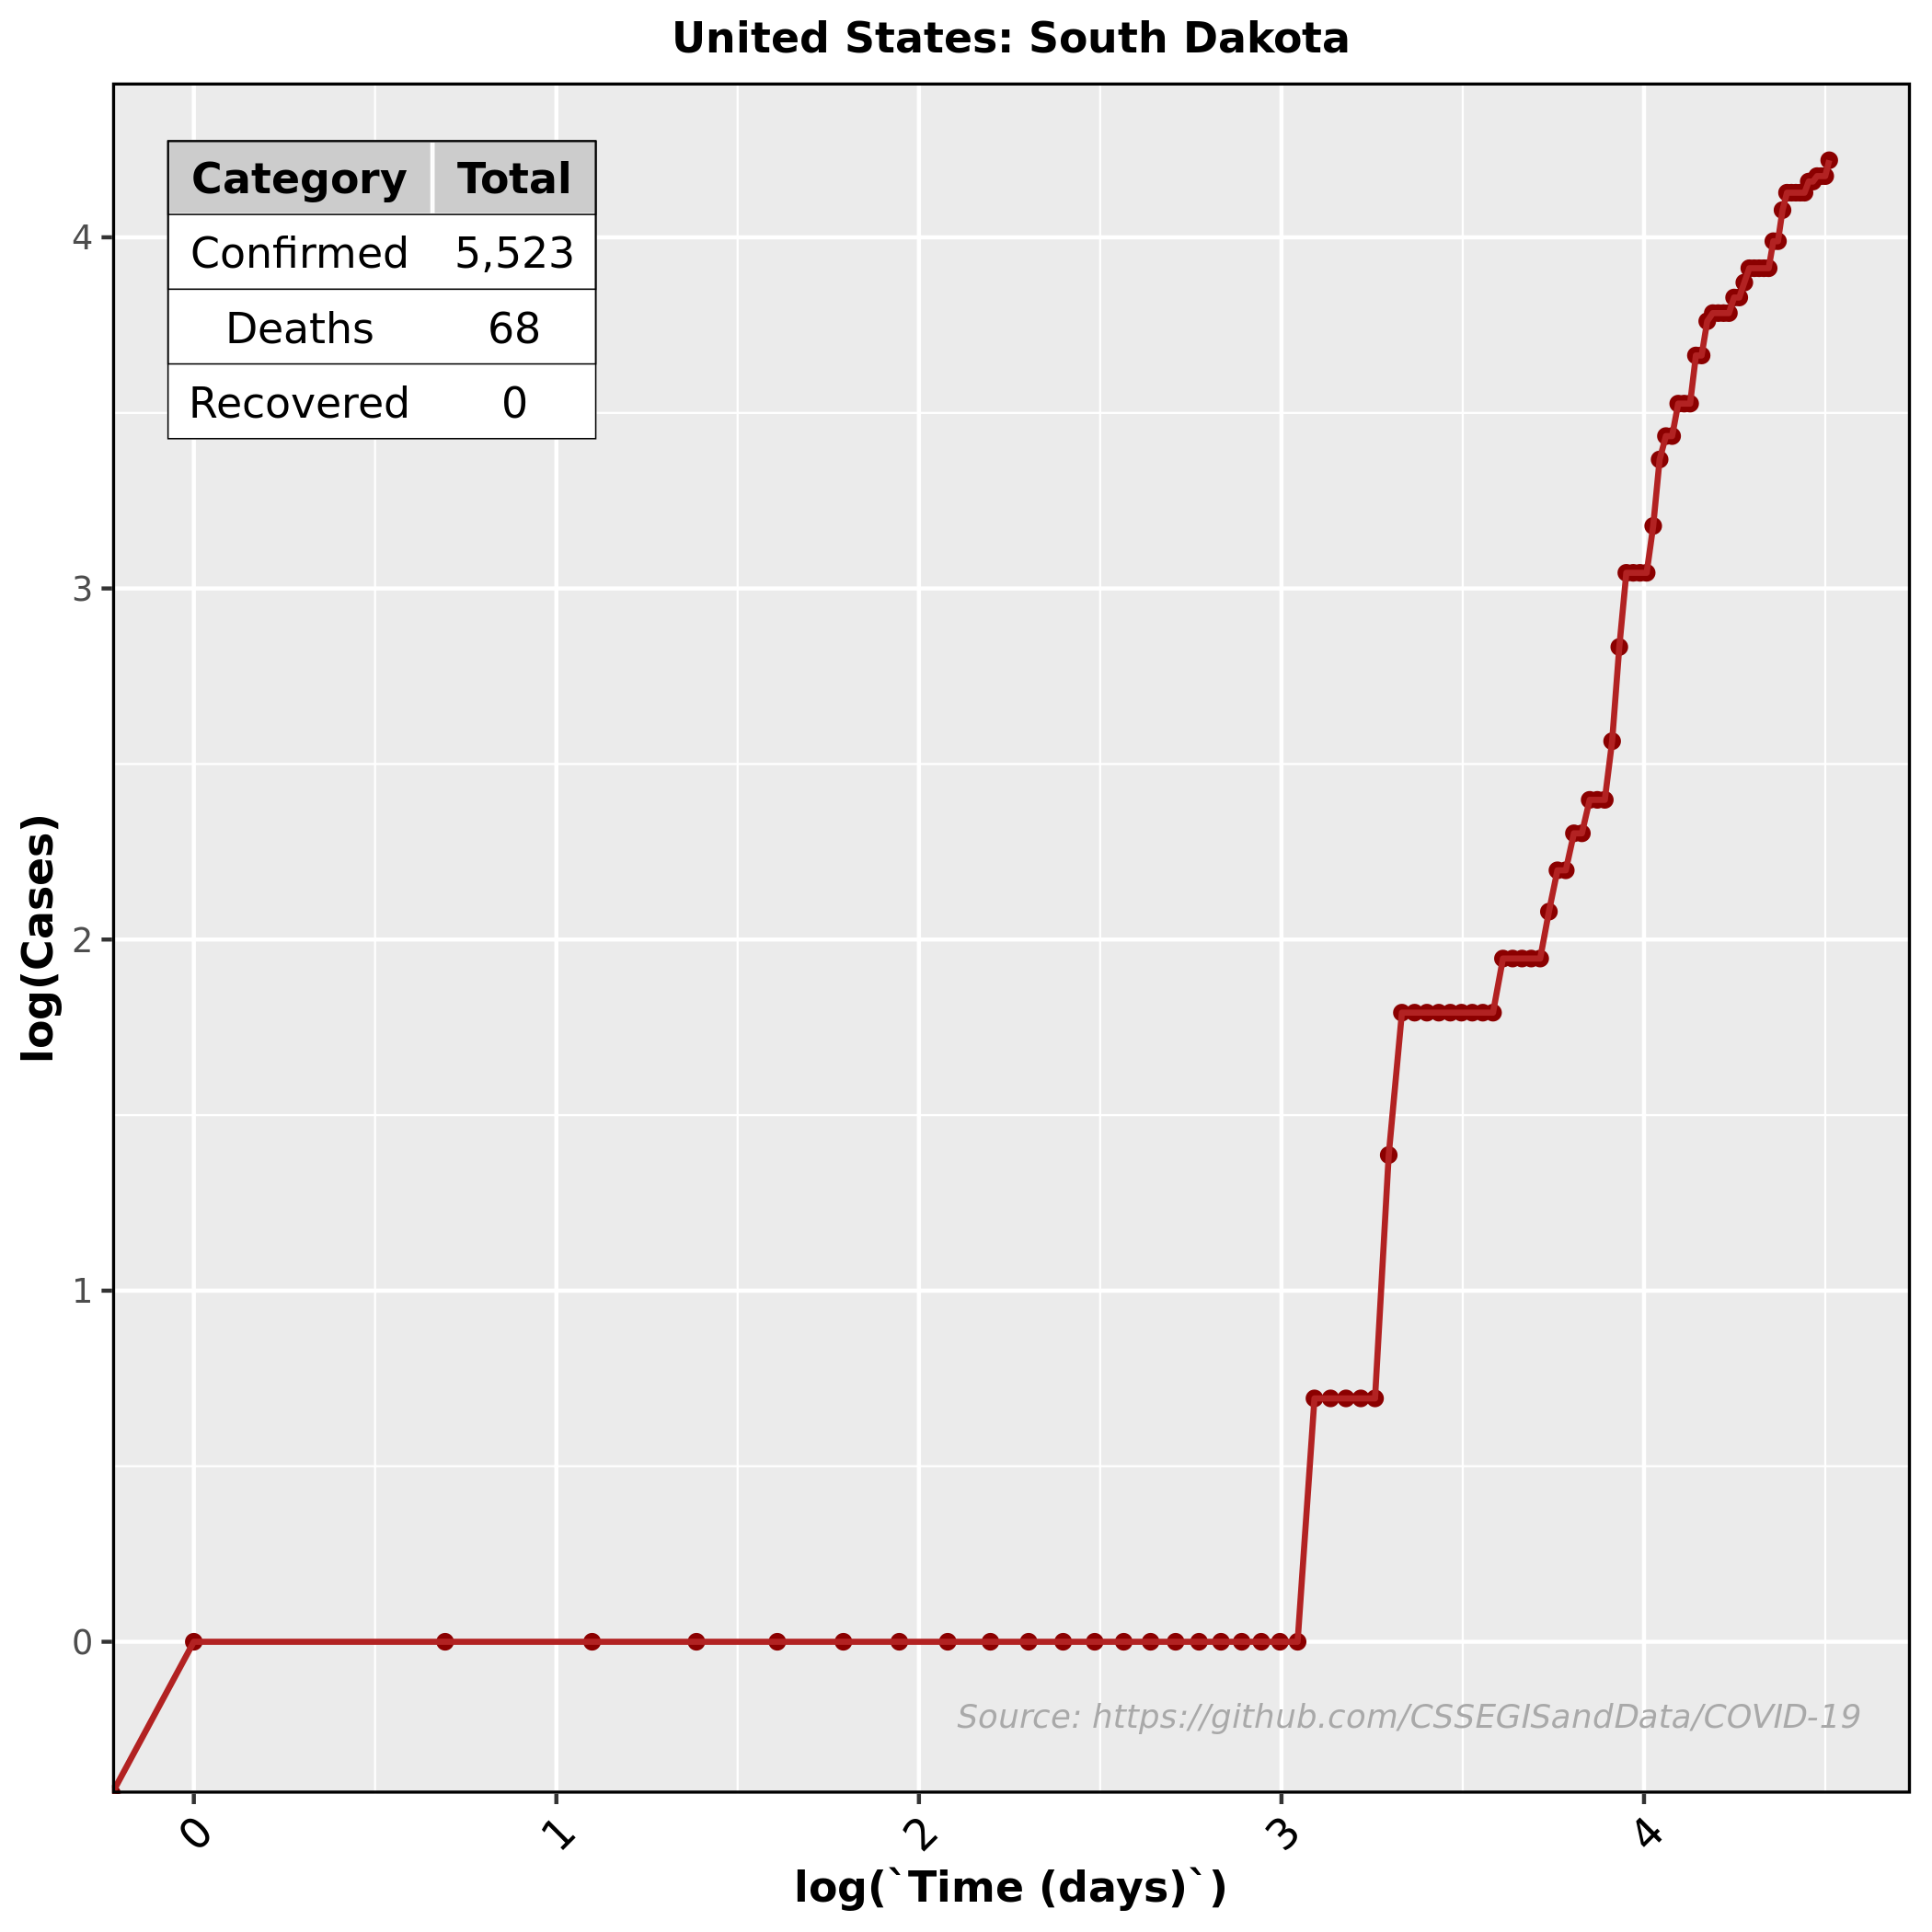 United States: South Dakota
Category Total
Confirmed 5,523
Deaths 68
Recovered 0
4
3
2
1
0
log(Cases)
Source: https://github.com/CSSEGISandData/COVID-19
0 1 2 3 4
log(`Time (days)`)